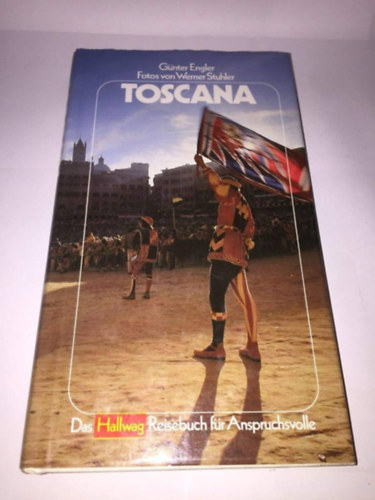 Günter Engler
Fotos von Werner Stuhler
TOSCANA
Das Hallwag Reisebuch für Anspruchsvolle